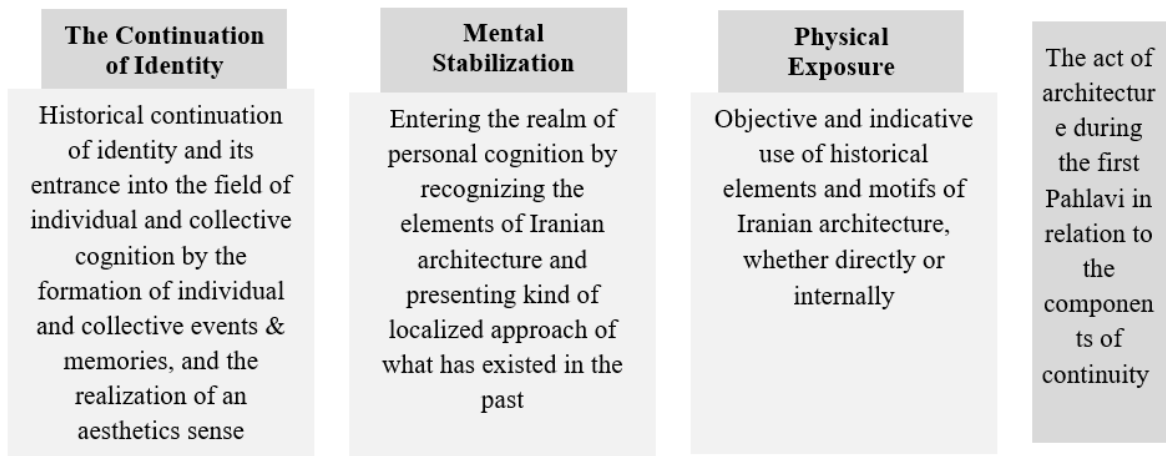 The Continuation
of Identity
Historical continuation
of identity and its
entrance into the field of
individual and collective
cognition by the
formation of individual
and collective events &
memories, and the
realization of an
aesthetics sense
Mental
Stabilization
Entering the realm of
personal cognition by
recognizing the
elements of Iranian
architecture and
presenting kind of
localized approach of
what has existed in the
past
Physical
Exposure
Objective and indicative
use of historical
elements and motifs of
Iranian architecture,
whether directly or
internally
The act of
architectur
e during
the first
Pahlavi in
relation to
the
componen
ts of
continuity